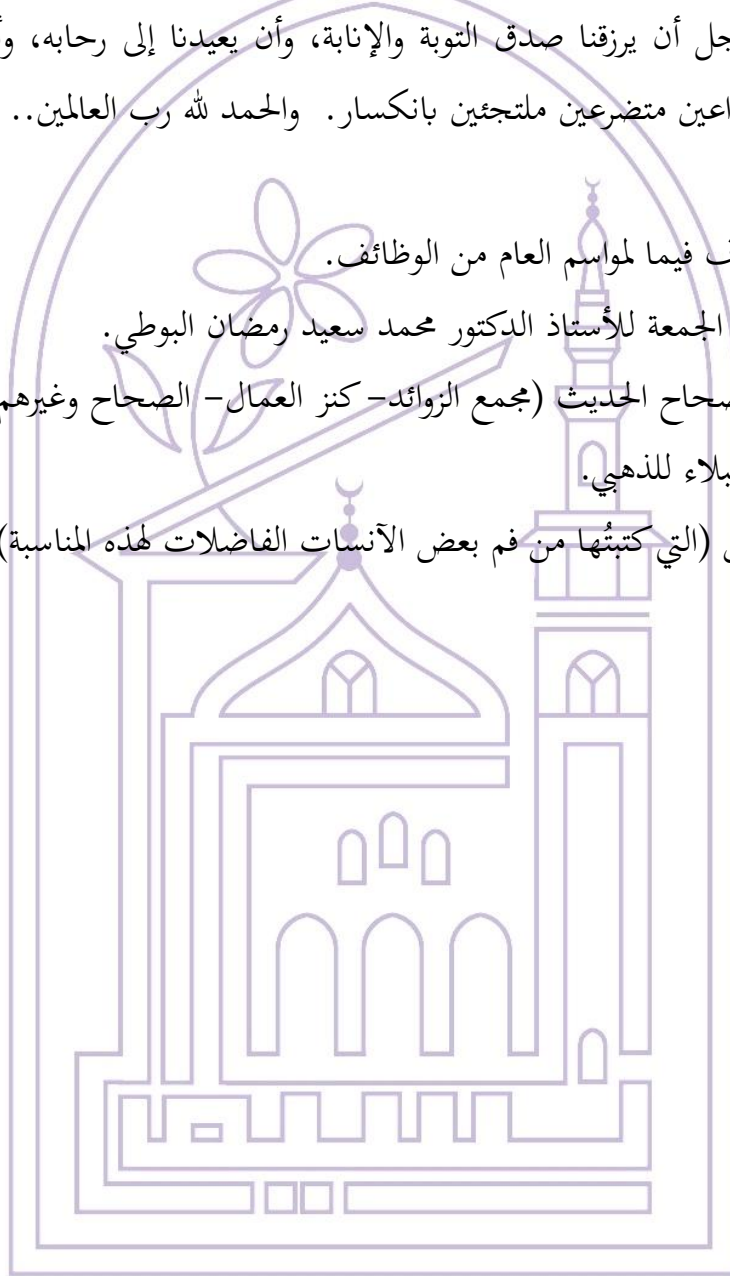 جل أن يرزقنا صدق التوبة والإنابة، وأن يعيدنا إلى رحابه، و
اعين متضرعين ملتجئين بانكسار. والحمد لله رب العالمين..
ف فيما لمواسم العام من الوظائف.
الجمعة للأستاذ الدكتور محمد سعيد رمضان البوطي.
صحاح الحديث (مجمع الزوائد– كنز العمال– الصحاح وغيرهم
بلاء للذهبي.
(التي كتبتُها من فم بعض الآنسات الفاضلات لهذه المناسبة)